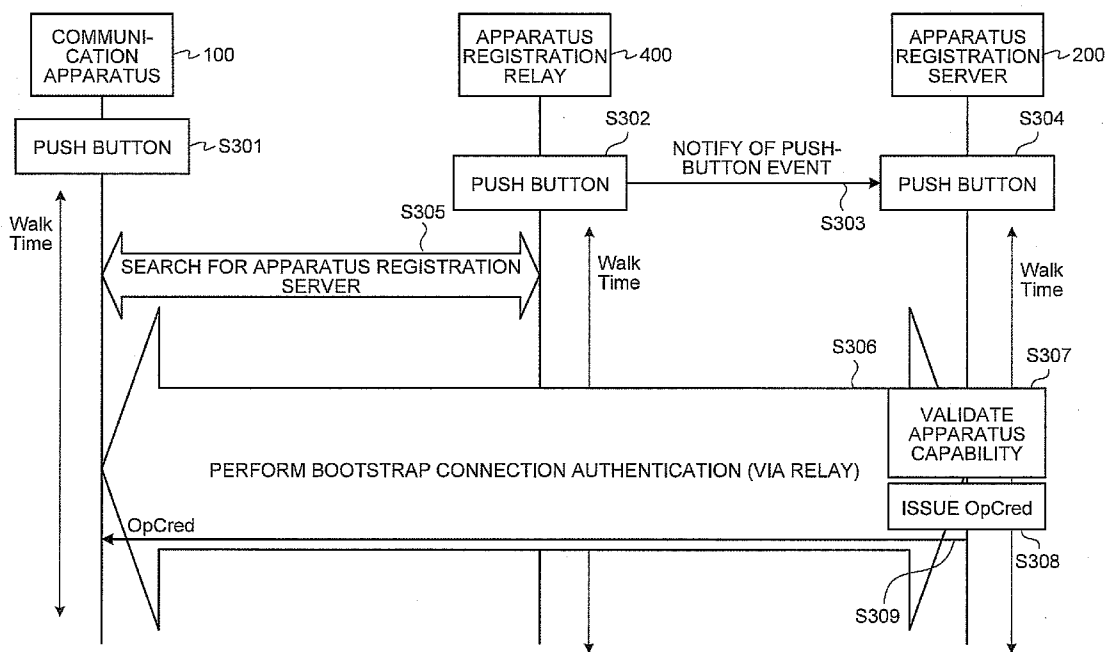 COMMUNI-
CATION
APPARATUS
100
APPARATUS
REGISTRATION
RELAY
400
APPARATUS
REGISTRATION
SERVER
200
PUSH BUTTON
S301
S302
PUSH BUTTON
NOTIFY OF PUSH-
BUTTON EVENT
S303
S304
PUSH BUTTON
Walk
Time
S305
SEARCH FOR APPARATUS REGISTRATION
SERVER
Walk
Time
Walk
Time
S306
S307
VALIDATE
APPARATUS
CAPABILITY
PERFORM BOOTSTRAP CONNECTION AUTHENTICATION (VIA RELAY)
ISSUE OpCred
OpCred
S308
S309